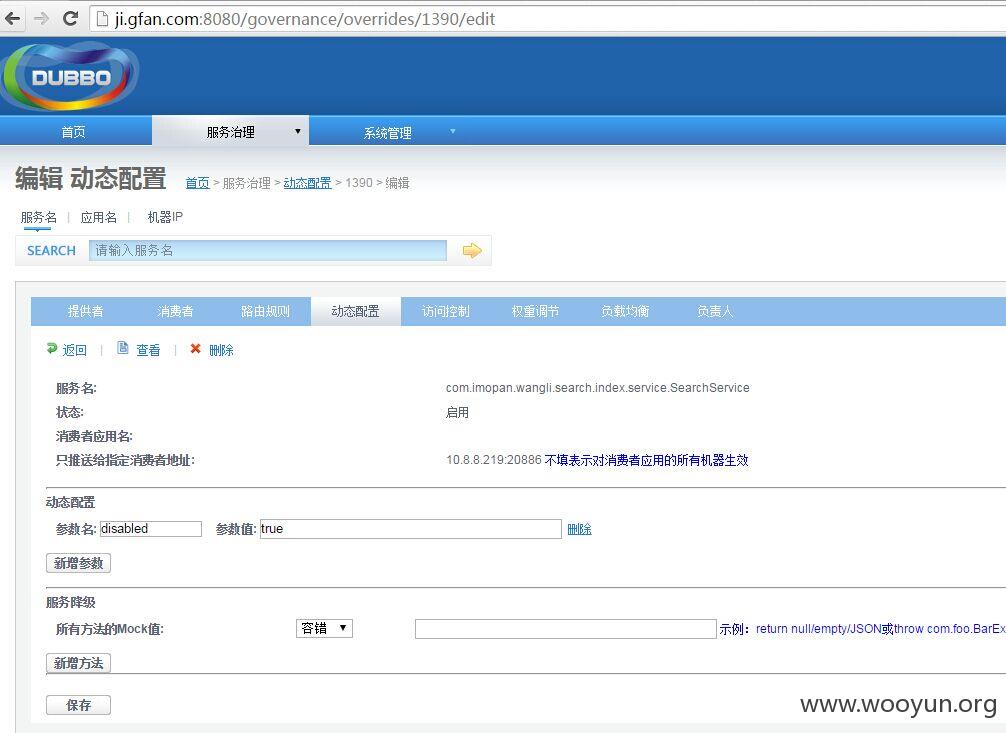 ji.gfan.com:8080/governance/overrides/1390/edit
DUBBO
首页 服务治理 ▼ 系统管理 ▼
编辑 动态配置 首页 > 服务治理 > 动态配置 > 1390 > 编辑
服务名 | 应用名 | 机器IP
SEARCH 请输入服务名
提供者 消费者 路由规则 动态配置 访问控制 权重调节 负载均衡 负责人
返回 | 查看 | 删除
服务名: com.imopan.wangli.search.index.service.SearchService
状态: 启用
消费者应用名:
只推送给指定消费者地址: 10.8.8.219:20886 不填表示对消费者应用的所有机器生效
动态配置
参数名: disabled 参数值: true 删除
新增参数
服务降级
所有方法的Mock值: 容错 ▼ 示例：return null/empty/JSON或throw com.foo.BarEx
新增方法
保存
www.wooyun.org